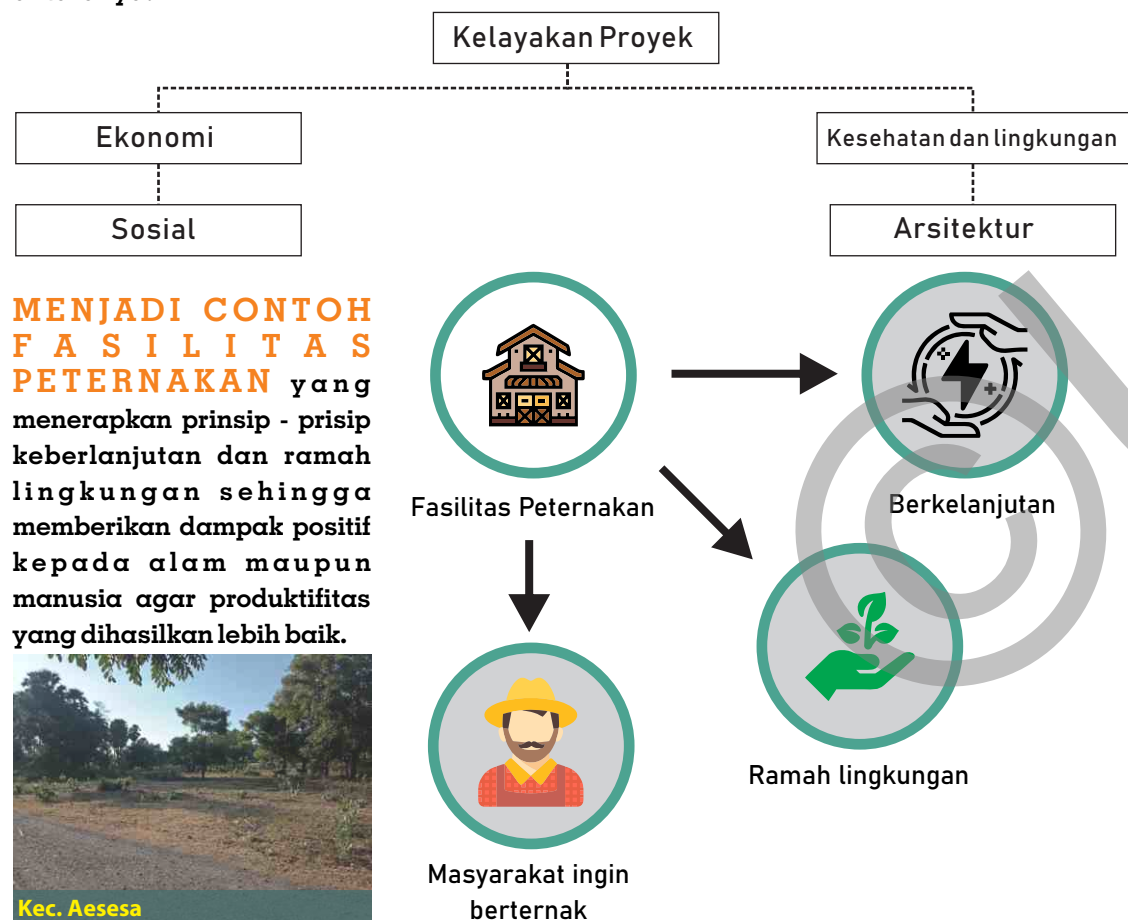 Kelayakan Proyek
Ekonomi
Kesehatan dan lingkungan
Sosial
Arsitektur
MENJADI CONTOH
FASILITAS
PETERNAKAN yang
menerapkan prinsip - prisip
keberlanjutan dan ramah
lingkungan sehingga
memberikan dampak positif
kepada alam maupun
manusia agar produktifitas
yang dihasilkan lebih baik.
Kec. Aesesa
Fasilitas Peternakan
Berkelanjutan
Ramah lingkungan
Masyarakat ingin
berternak